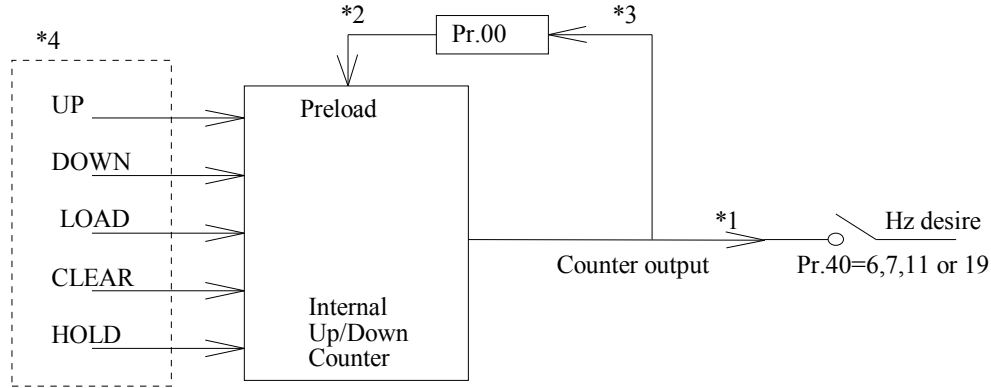 *2
*3
Pr.00
*4
Preload
UP
DOWN
LOAD
CLEAR
HOLD
Internal
Up/Down
Counter
*1
Hz desire
Counter output
Pr.40=6,7,11 or 19